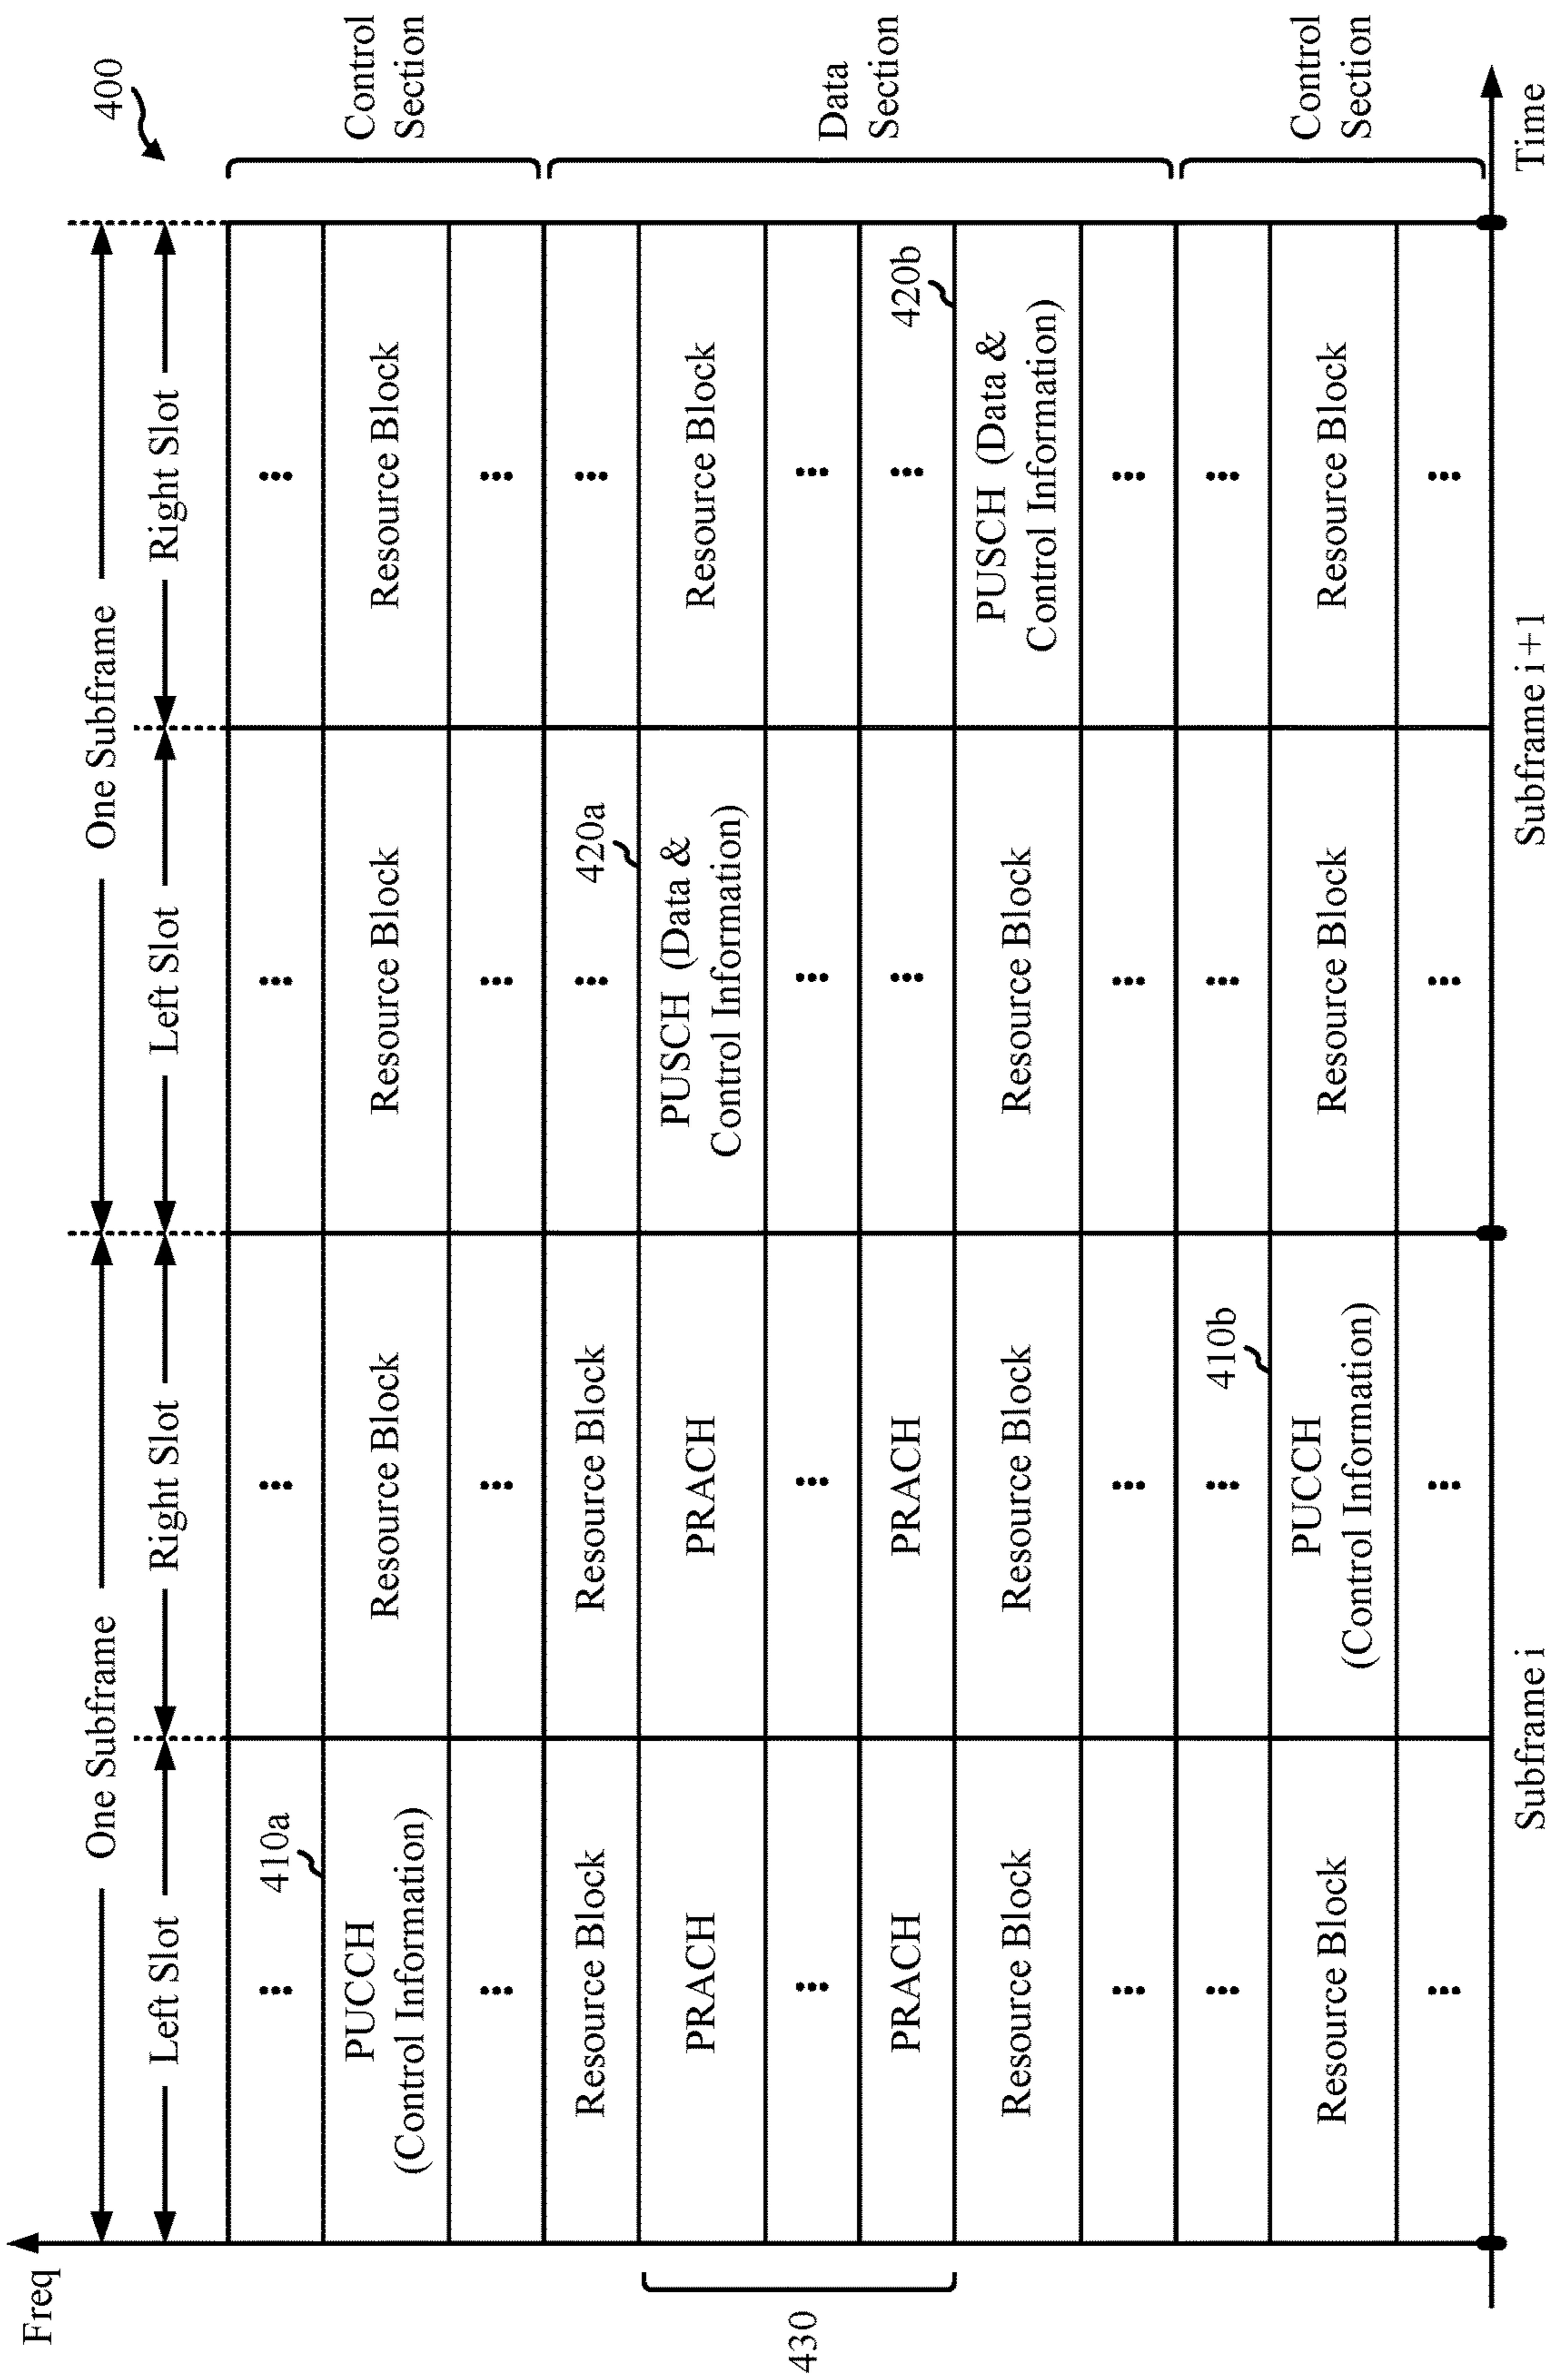 400
One Subframe
One Subframe
Left Slot
Right Slot
Left Slot
Right Slot
Freq
⋮
410a
⋮
⋮
⋮
PUCCH
(Control Information)
Resource Block
Resource Block
Resource Block
Control
Section
⋮
⋮
⋮
⋮
Resource Block
Resource Block
⋮
420a
⋮
PRACH
PRACH
PUSCH (Data &
Control Information)
Resource Block
430
⋮
⋮
⋮
⋮
Data
Section
PRACH
PRACH
⋮
⋮
420b
Resource Block
Resource Block
Resource Block
PUSCH (Data &
Control Information)
⋮
⋮
⋮
⋮
⋮
⋮
410b
⋮
⋮
Resource Block
PUCCH
(Control Information)
Resource Block
Resource Block
Control
Section
⋮
⋮
⋮
⋮
Subframe i
Subframe i + 1
Time